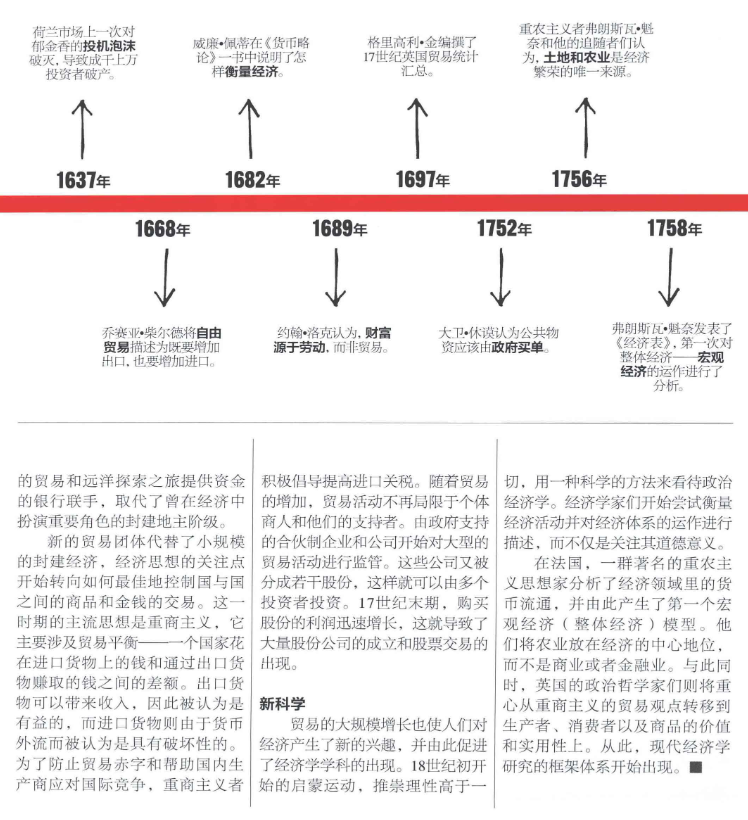 荷兰市场上一次对
郁金香的投机泡沫
破灭，导致成千上万
投资者破产。
威廉•佩蒂在《货币略
论》一书中说明了怎
样衡量经济。
格里高利•金编撰了
17世纪英国贸易统计
汇总。
重农主义者弗朗斯瓦•魁
奈和他的追随者们认
为，土地和农业是经济
繁荣的唯一来源。
1637年
1682年
1697年
1756年
1668年
1689年
1752年
1758年
乔赛亚•柴尔德将自由
贸易描述为既要增加
出口，也要增加进口。
约翰•洛克认为，财富
源于劳动，而非贸易。
大卫•休谟认为公共物
资应该由政府买单。
弗朗斯瓦•魁奈发表了
《经济表》，第一次对
整体经济——宏观
经济的运作进行了
分析。
的贸易和远洋探索之旅提供资金
的银行联手，取代了曾在经济中
扮演重要角色的封建地主阶级。
新的贸易团体代替了小规模
的封建经济，经济思想的关注点
开始转向如何最佳地控制国与国
之间的商品和金钱的交易。这一
时期的主流思想是重商主义，它
主要涉及贸易平衡——一个国家花
在进口货物上的钱和通过出口货
物赚取的钱之间的差额。出口货
物可以带来收入，因此被认为是
有益的，而进口货物则由于货币
外流而被认为是具有破坏性的。
为了防止贸易赤字和帮助国内生
产商应对国际竞争，重商主义者
积极倡导提高进口关税。随着贸易
的增加，贸易活动不再局限于个体
商人和他们的支持者。由政府支持
的合伙制企业和公司开始对大型的
贸易活动进行监管。这些公司又被
分成若干股份，这样就可以由多个
投资者投资。17世纪末期，购买
股份的利润迅速增长，这就导致了
大量股份公司的成立和股票交易的
出现。
新科学
贸易的大规模增长也使人们对
经济产生了新的兴趣，并由此促进
了经济学学科的出现。18世纪初开
始的启蒙运动，推崇理性高于一
切，用一种科学的方法来看待政治
经济学。经济学家们开始尝试衡量
经济活动并对经济体系的运作进行
描述，而不仅是关注其道德意义。
在法国，一群著名的重农主
义思想家分析了经济领域里的货
币流通，并由此产生了第一个宏
观经济（整体经济）模型。他
们将农业放在经济的中心地位，
而不是商业或者金融业。与此同
时，英国的政治哲学家们则将重
心从重商主义的贸易观点转移到
生产者、消费者以及商品的价值
和实用性上。从此，现代经济学
研究的框架体系开始出现。■